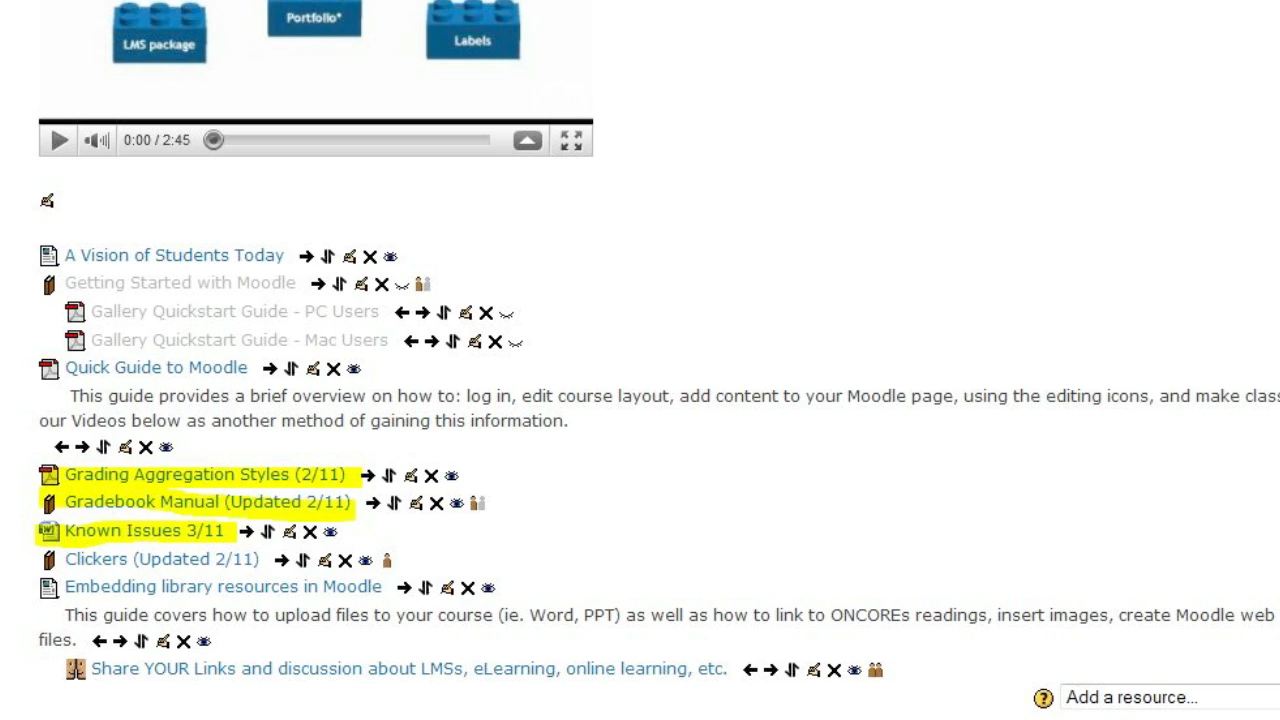 Portfolio*
LMS package
Labels
0:00 / 2:45
A Vision of Students Today
Getting Started with Moodle
Gallery Quickstart Guide - PC Users
Gallery Quickstart Guide - Mac Users
Quick Guide to Moodle
This guide provides a brief overview on how to: log in, edit course layout, add content to your Moodle page, using the editing icons, and make class
our Videos below as another method of gaining this information.
Grading Aggregation Styles (2/11)
Gradebook Manual (Updated 2/11)
Known Issues 3/11
Clickers (Updated 2/11)
Embedding library resources in Moodle
This guide covers how to upload files to your course (ie. Word, PPT) as well as how to link to ONCOREs readings, insert images, create Moodle web
files.
Share YOUR Links and discussion about LMSs, eLearning, online learning, etc.
? Add a resource...